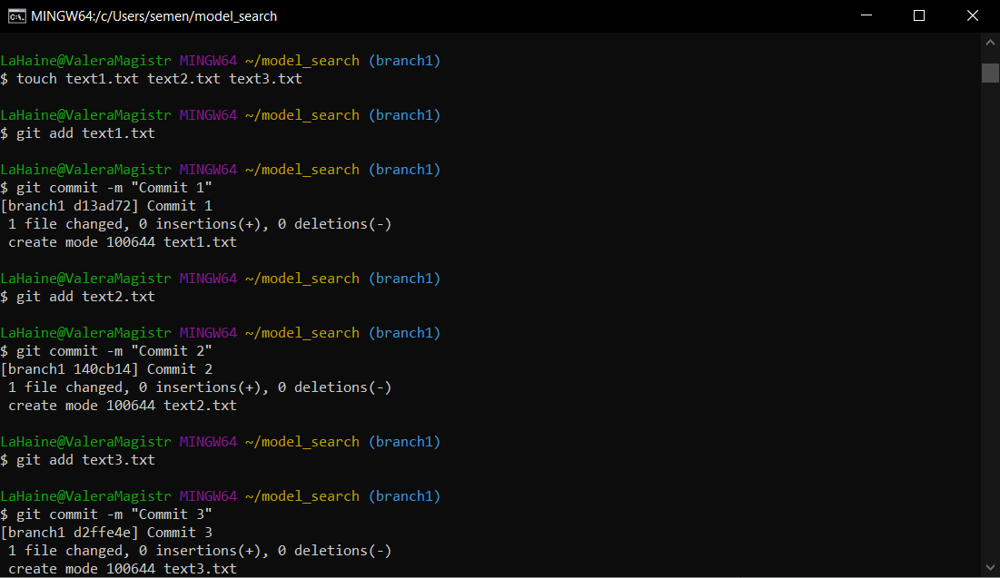 MINGW64:/c/Users/semen/model_search
LaHaine@ValeraMagistr MINGW64 ~/model_search (branch1)
$ touch text1.txt text2.txt text3.txt
LaHaine@ValeraMagistr MINGW64 ~/model_search (branch1)
$ git add text1.txt
LaHaine@ValeraMagistr MINGW64 ~/model_search (branch1)
$ git commit -m "Commit 1"
[branch1 d13ad72] Commit 1
 1 file changed, 0 insertions(+), 0 deletions(-)
 create mode 100644 text1.txt
LaHaine@ValeraMagistr MINGW64 ~/model_search (branch1)
$ git add text2.txt
LaHaine@ValeraMagistr MINGW64 ~/model_search (branch1)
$ git commit -m "Commit 2"
[branch1 140cb14] Commit 2
 1 file changed, 0 insertions(+), 0 deletions(-)
 create mode 100644 text2.txt
LaHaine@ValeraMagistr MINGW64 ~/model_search (branch1)
$ git add text3.txt
LaHaine@ValeraMagistr MINGW64 ~/model_search (branch1)
$ git commit -m "Commit 3"
[branch1 d2ffe4e] Commit 3
 1 file changed, 0 insertions(+), 0 deletions(-)
 create mode 100644 text3.txt